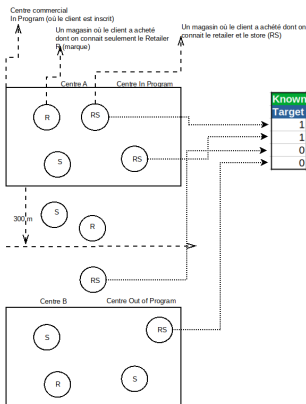 Centre commercial
In Program (où le client est inscrit)
Un magasin où le client a acheté
dont on connait seulement le Retailer
R (marque)
Un magasin où le client a acheté dont on
connait le retailer et le store (RS)
Centre A Centre In Program
R
RS
S
RS
Known
Target
1
1
0
0
300 m
S
R
RS
Centre B Centre Out of Program
RS
S
R
S